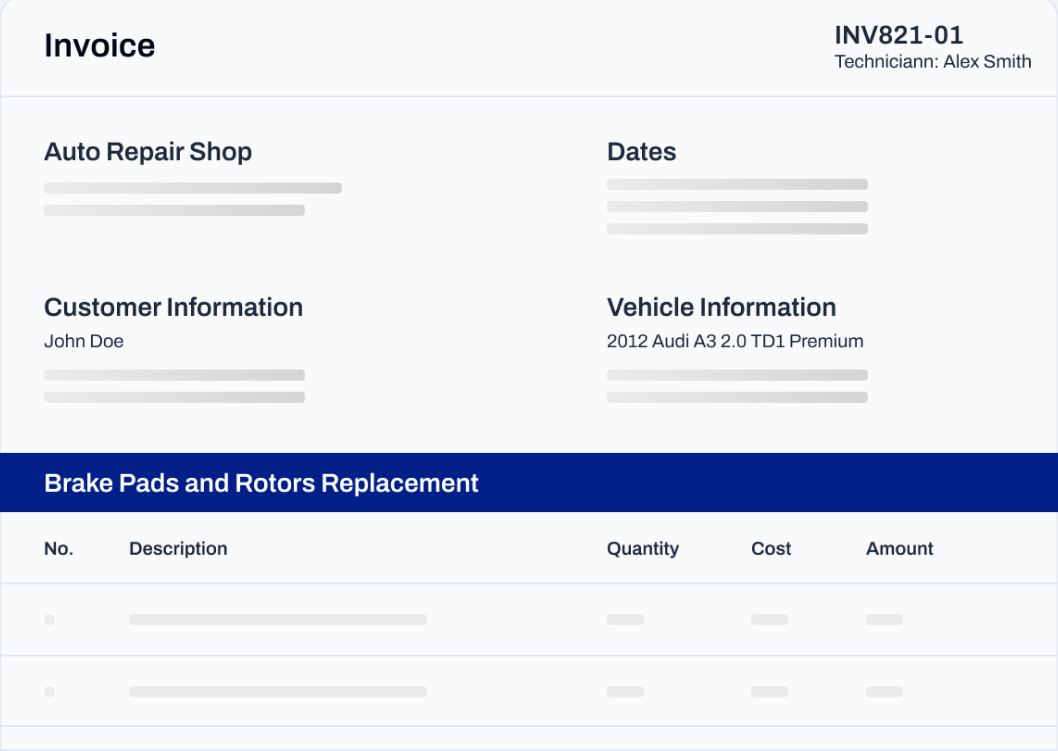 Invoice
INV821-01
Techniciann: Alex Smith
Auto Repair Shop
Dates
Customer Information
John Doe
Vehicle Information
2012 Audi A3 2.0 TD1 Premium
Brake Pads and Rotors Replacement
No. Description Quantity Cost Amount